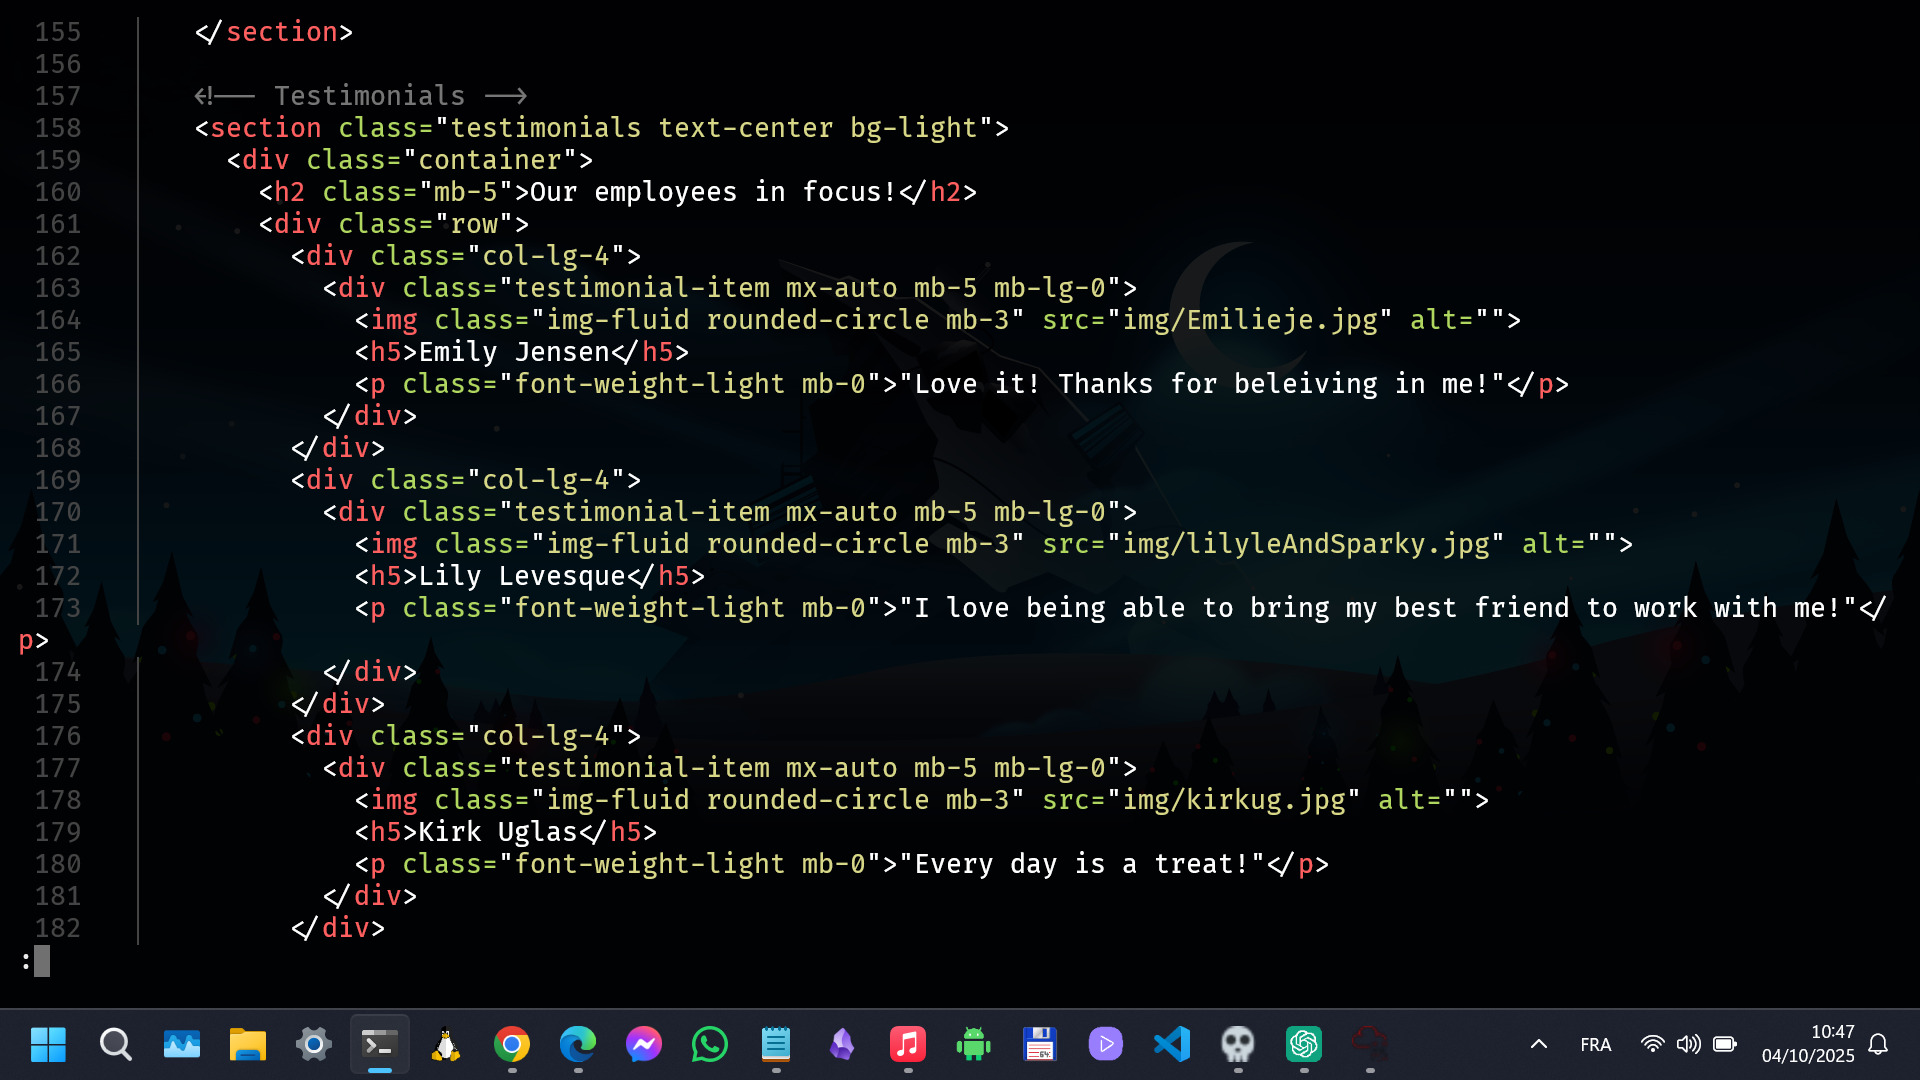 155 </section>
156
157 <!-- Testimonials -->
158 <section class="testimonials text-center bg-light">
159 <div class="container">
160 <h2 class="mb-5">Our employees in focus!</h2>
161 <div class="row">
162 <div class="col-lg-4">
163 <div class="testimonial-item mx-auto mb-5 mb-lg-0">
164 <img class="img-fluid rounded-circle mb-3" src="img/Emilieje.jpg" alt="">
165 <h5>Emily Jensen</h5>
166 <p class="font-weight-light mb-0">"Love it! Thanks for beleiving in me!"</p>
167 </div>
168 </div>
169 <div class="col-lg-4">
170 <div class="testimonial-item mx-auto mb-5 mb-lg-0">
171 <img class="img-fluid rounded-circle mb-3" src="img/lilyleAndSparky.jpg" alt="">
172 <h5>Lily Levesque</h5>
173 <p class="font-weight-light mb-0">"I love being able to bring my best friend to work with me!"</
p>
174 </div>
175 </div>
176 <div class="col-lg-4">
177 <div class="testimonial-item mx-auto mb-5 mb-lg-0">
178 <img class="img-fluid rounded-circle mb-3" src="img/kirkug.jpg" alt="">
179 <h5>Kirk Uglas</h5>
180 <p class="font-weight-light mb-0">"Every day is a treat!"</p>
181 </div>
182 </div>
:
64
FRA
10:47
04/10/2025